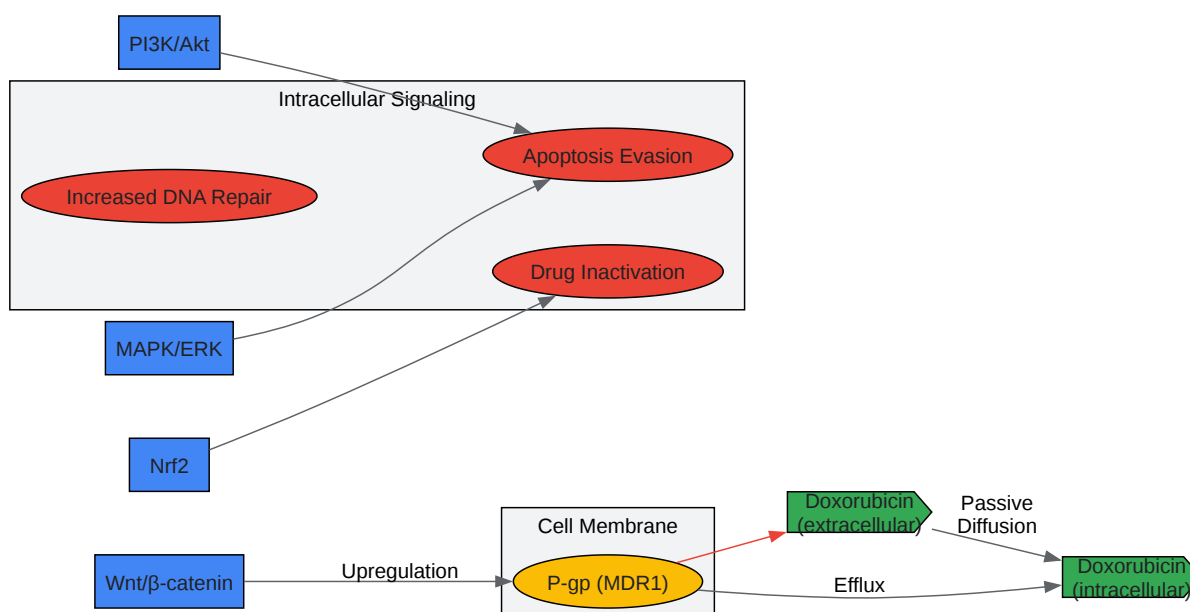 PI3K/Akt
Intracellular Signaling
Apoptosis Evasion
Increased DNA Repair
Drug Inactivation
MAPK/ERK
Nrf2
Doxorubicin
(extracellular)
Passive
Diffusion
Cell Membrane
Wnt/β-catenin
Upregulation
P-gp (MDR1)
Efflux
Doxorubicin
(intracellular)